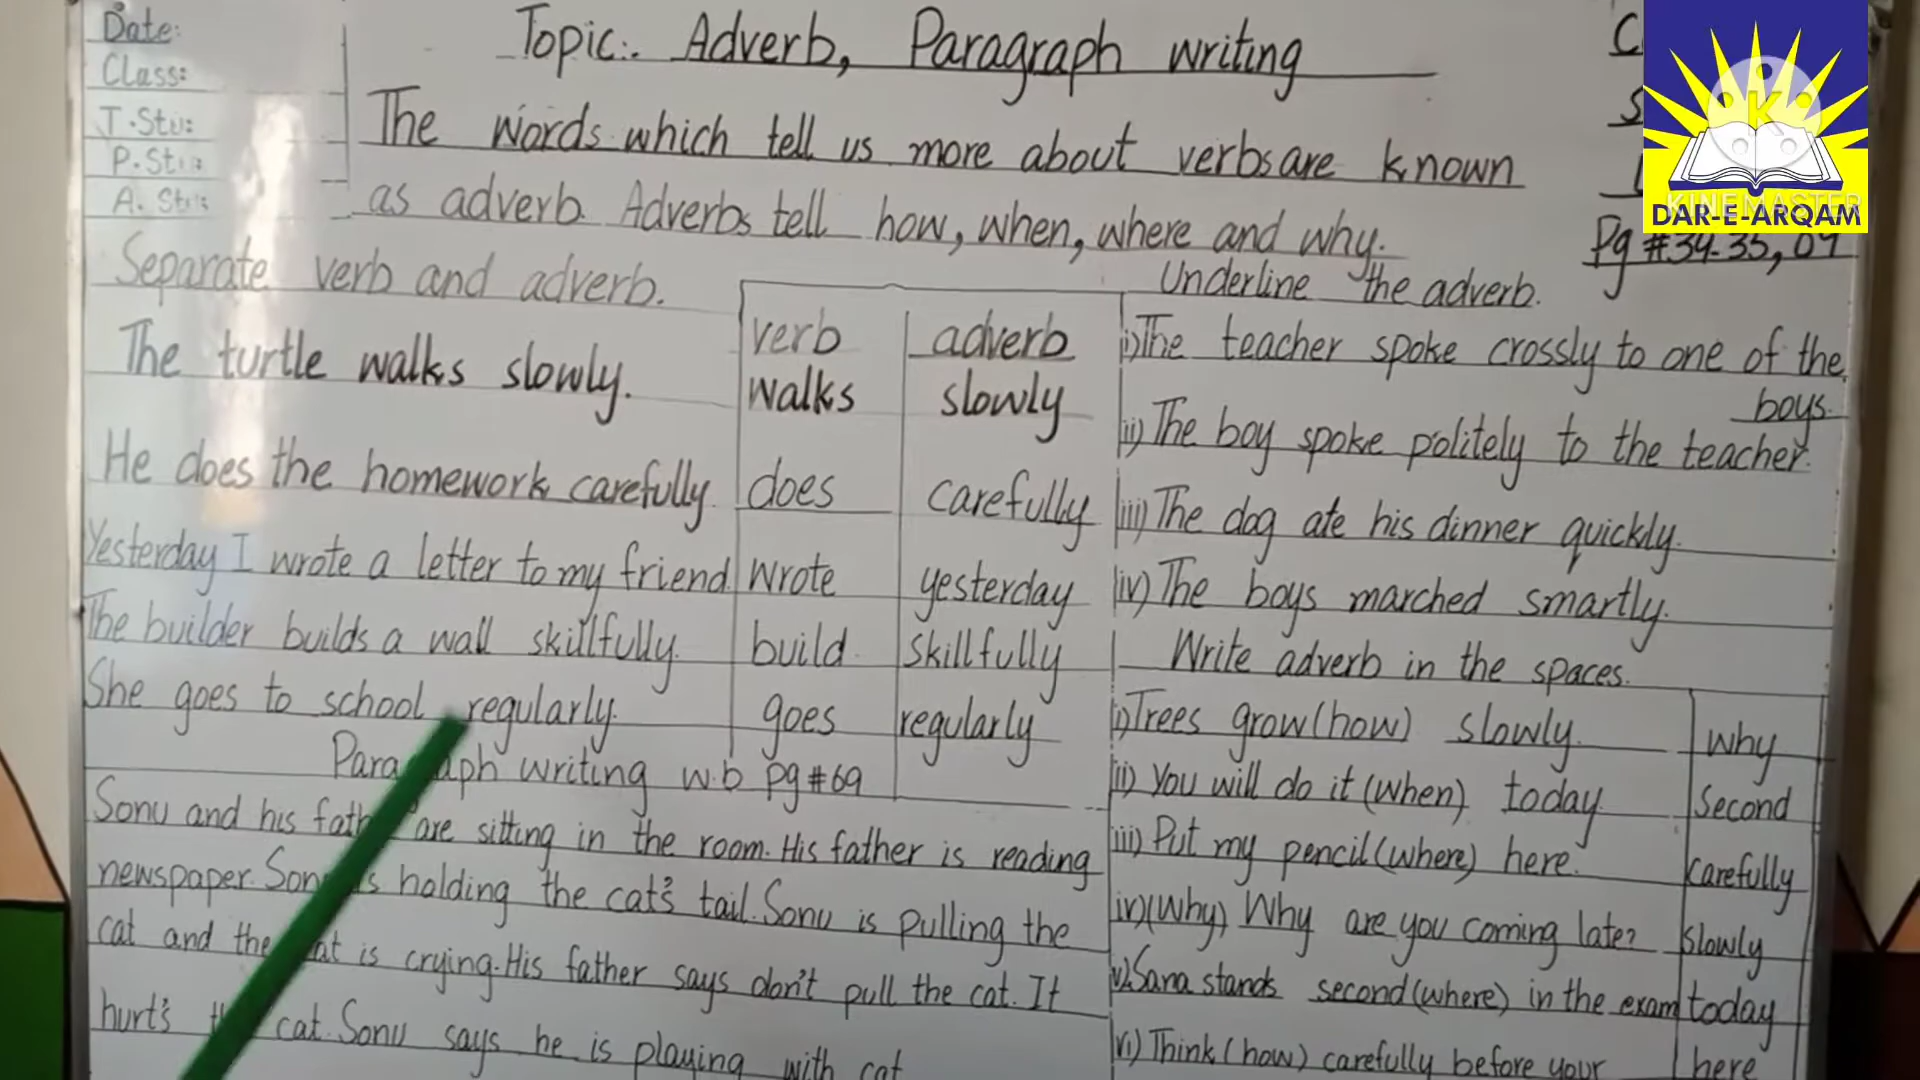 Date:
Class:
T.Stu:
P.Stu:
A.Stu:
Topic:. Adverb, Paragraph writing
The words which tell us more about verbs are known
as adverb. Adverbs tell how, when, where and why.
C
S
Pg #34-35, 69
KINEMASTER
DAR-E-ARQAM
Separate verb and adverb.
verb adverb
The turtle walks slowly. walks slowly
He does the homework carefully. does carefully
Yesterday I wrote a letter to my friend. wrote yesterday
The builder builds a wall skillfully. build skillfully
She goes to school regularly. goes regularly
Paragraph writing w.b pg#69
Sonu and his father are sitting in the room. His father is reading
newspaper. Sonu is holding the cat's tail. Sonu is pulling the
cat and the cat is crying. His father says don't pull the cat. It
hurt's the cat. Sonu says he is playing with cat
Underline the adverb.
i) The teacher spoke crossly to one of the
boys.
ii) The boy spoke politely to the teacher.
iii) The dog ate his dinner quickly.
iv) The boys marched smartly.
Write adverb in the spaces.
i) Trees grow (how) slowly. why
ii) You will do it (when) today. second
iii) Put my pencil (where) here. carefully
iv) (Why) Why are you coming late? slowly
v) Sana stands second (where) in the exam today
vi) Think (how) carefully before your here